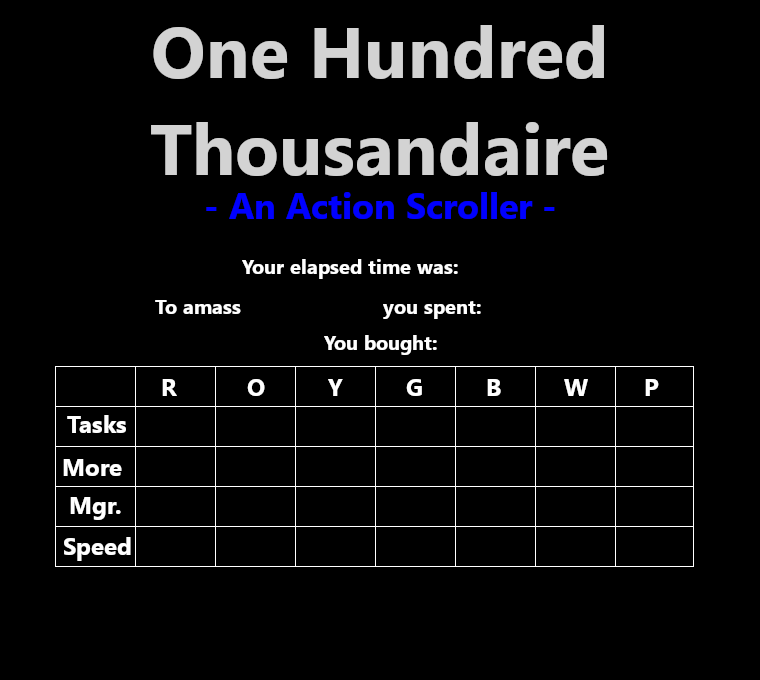 One Hundred
Thousandaire
- An Action Scroller -
Your elapsed time was:
To amass you spent:
You bought:
R O Y G B W P
Tasks
More
Mgr.
Speed